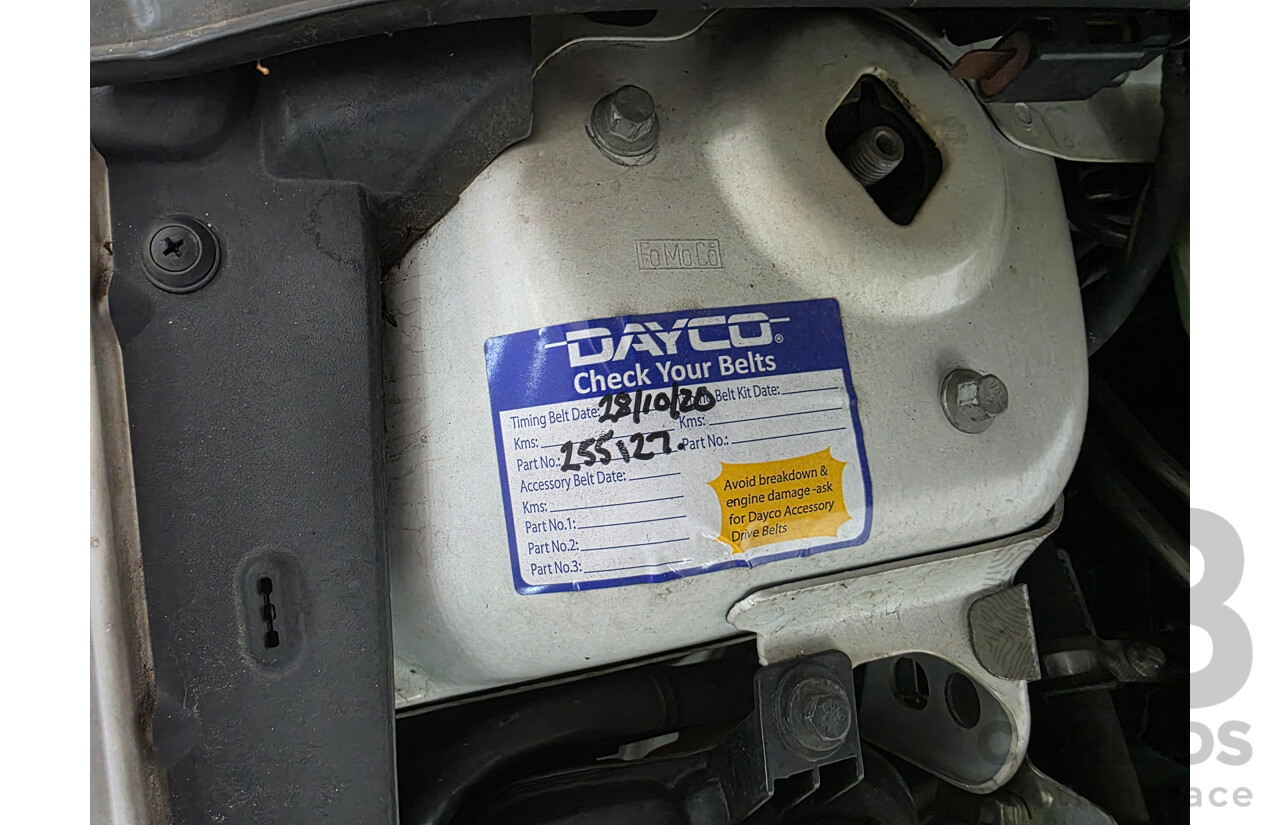 FoMoCo
DAYCO®
Check Your Belts
Timing Belt Date: 28/10/20 Belt Kit Date:
Kms: Kms:
Part No.: 255127. Part No.:
Accessory Belt Date:
Kms:
Part No.1:
Part No.2:
Part No.3:
Avoid breakdown &
engine damage -ask
for Dayco Accessory
Drive Belts